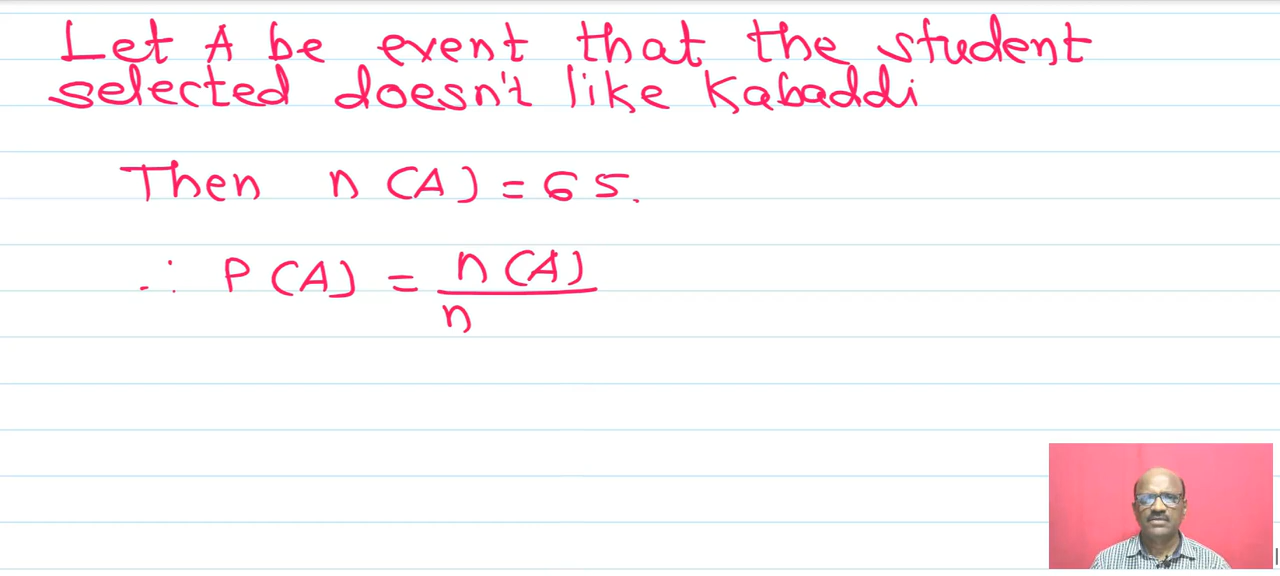 Let A be event that the student
selected doesn't like Kabaddi
Then n (A) = 65.
∴ P (A) = n (A)
n